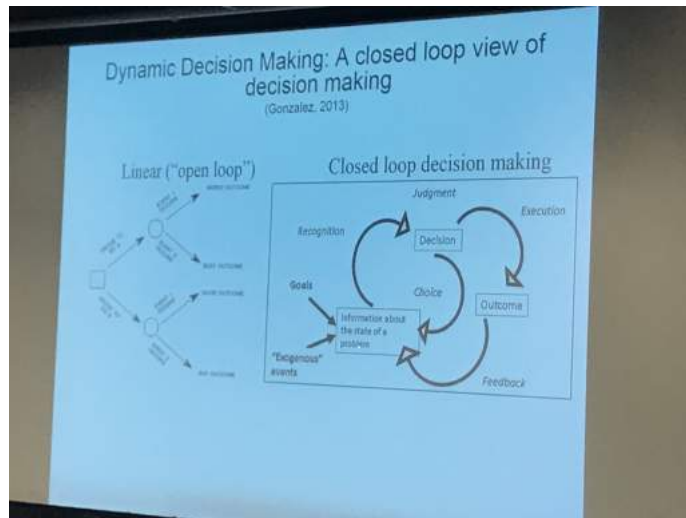 Dynamic Decision Making: A closed loop view of
decision making
(Gonzalez, 2013)
Linear ("open loop")
Closed loop decision making
Judgment
Execution
Recognition
Decision
Goals
Choice
Outcome
Information about
the state of a
problem
"Exogenous"
events
Feedback